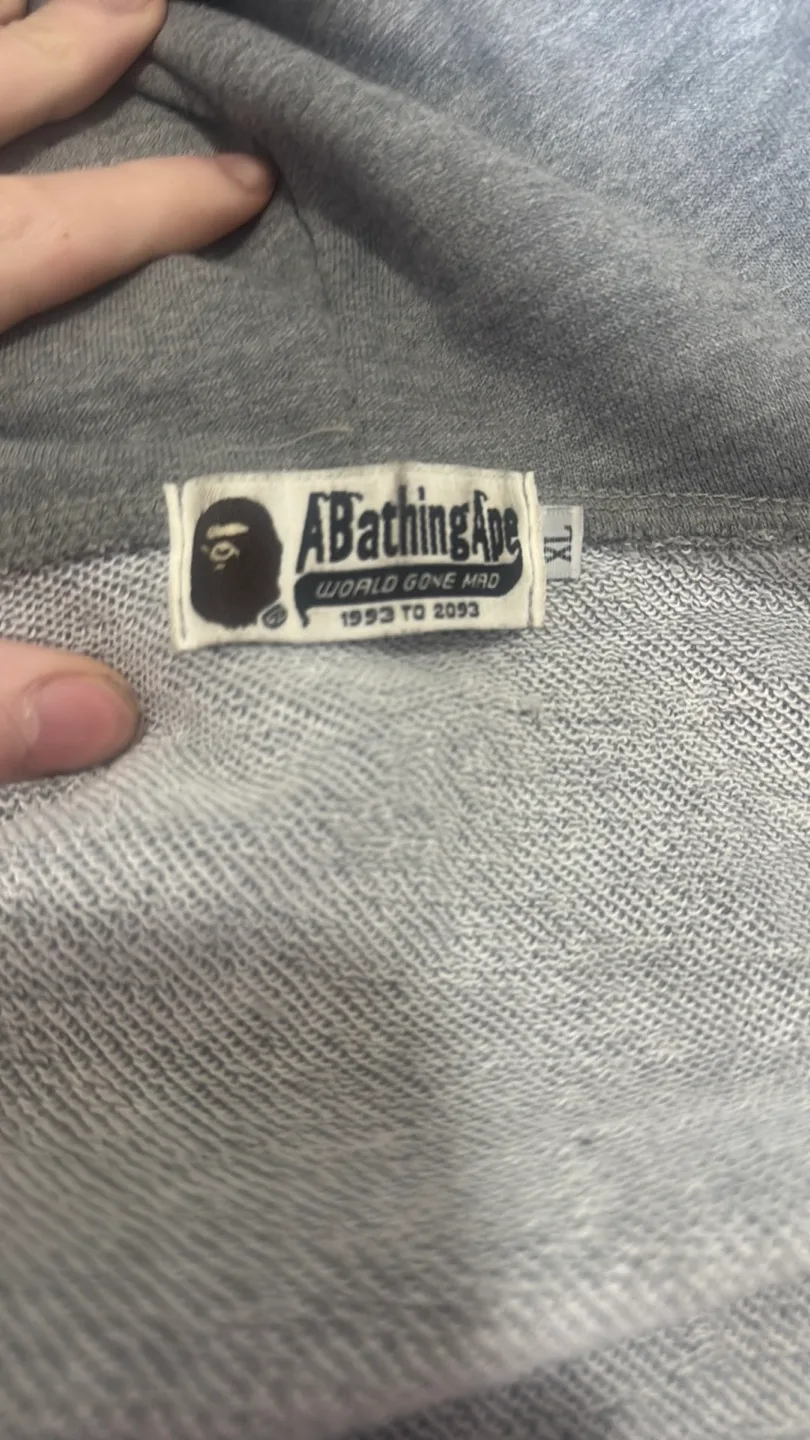 ABathingApe
WORLD GONE MAD
1993 TO 2093
XL